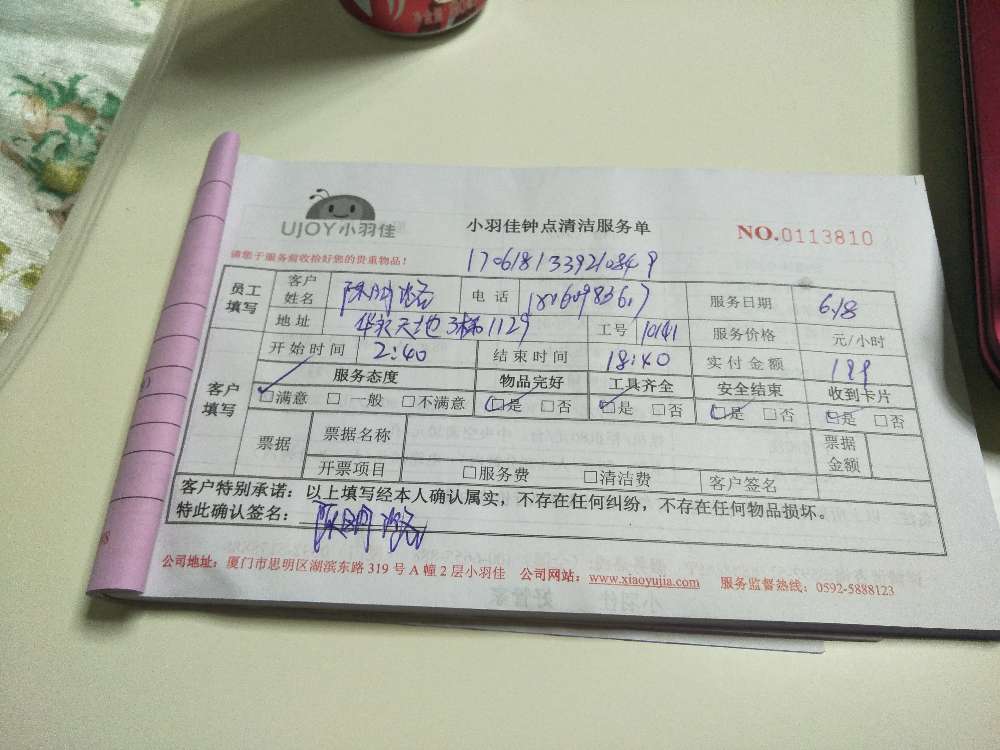 UJOY小羽佳
小羽佳钟点清洁服务单
NO.0113810
请您于服务前收拾好您的贵重物品！
1706181339210849
员工填写 客户姓名 电话 服务日期 6.18
地址 3栋1129 工号 10141 服务价格 元/小时
开始时间 2:40 结束时间 18:40 实付金额 199
客户填写 服务态度 物品完好 工具齐全 安全结束 收到卡片
☑满意 □一般 □不满意 ☑是 □否 ☑是 □否 ☑是 □否 ☑是 □否
票据 票据名称 票据金额
开票项目 □服务费 □清洁费 客户签名
客户特别承诺：以上填写经本人确认属实，不存在任何纠纷，不存在任何物品损坏。
特此确认签名：
公司地址：厦门市思明区湖滨东路 319 号 A 幢 2 层小羽佳 公司网站：www.xiaoyujia.com 服务监督热线：0592-5888123